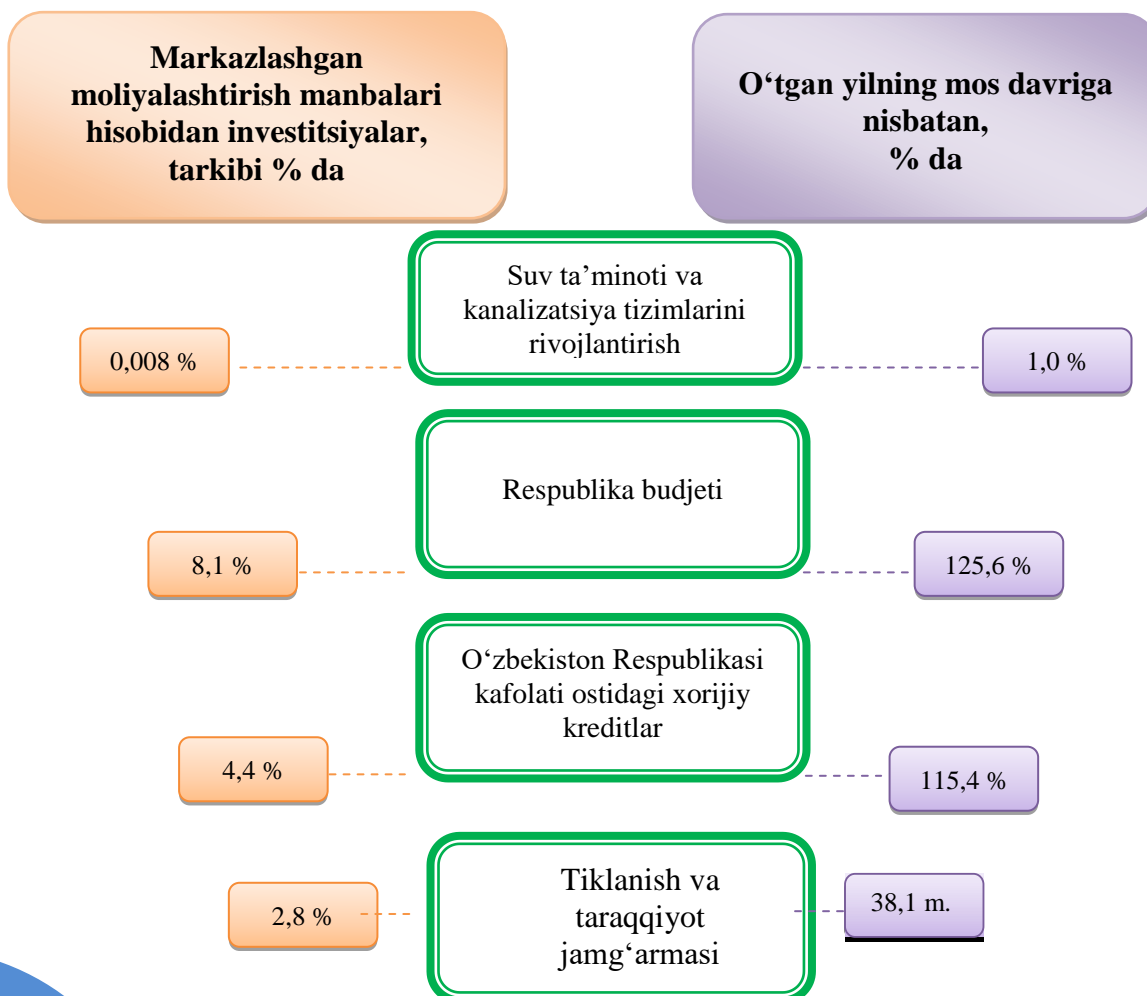 Markazlashgan
moliyalashtirish manbalari
hisobidan investitsiyalar,
tarkibi % da
O‘tgan yilning mos davriga
nisbatan,
% da
Suv ta’minoti va
kanalizatsiya tizimlarini
rivojlantirish
0,008 %
1,0 %
Respublika budjeti
8,1 %
125,6 %
O‘zbekiston Respublikasi
kafolati ostidagi xorijiy
kreditlar
4,4 %
115,4 %
Tiklanish va
taraqqiyot
jamg‘armasi
2,8 %
38,1 m.